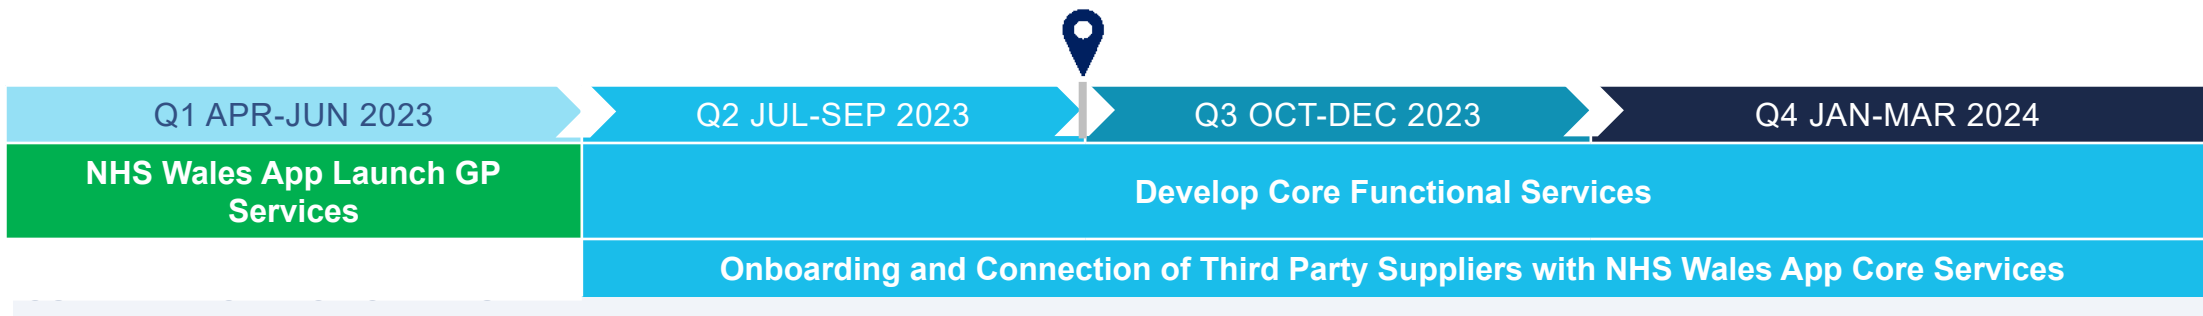 Q1 APR-JUN 2023
Q2 JUL-SEP 2023
Q3 OCT-DEC 2023
Q4 JAN-MAR 2024
NHS Wales App Launch GP
Services
Develop Core Functional Services
Onboarding and Connection of Third Party Suppliers with NHS Wales App Core Services